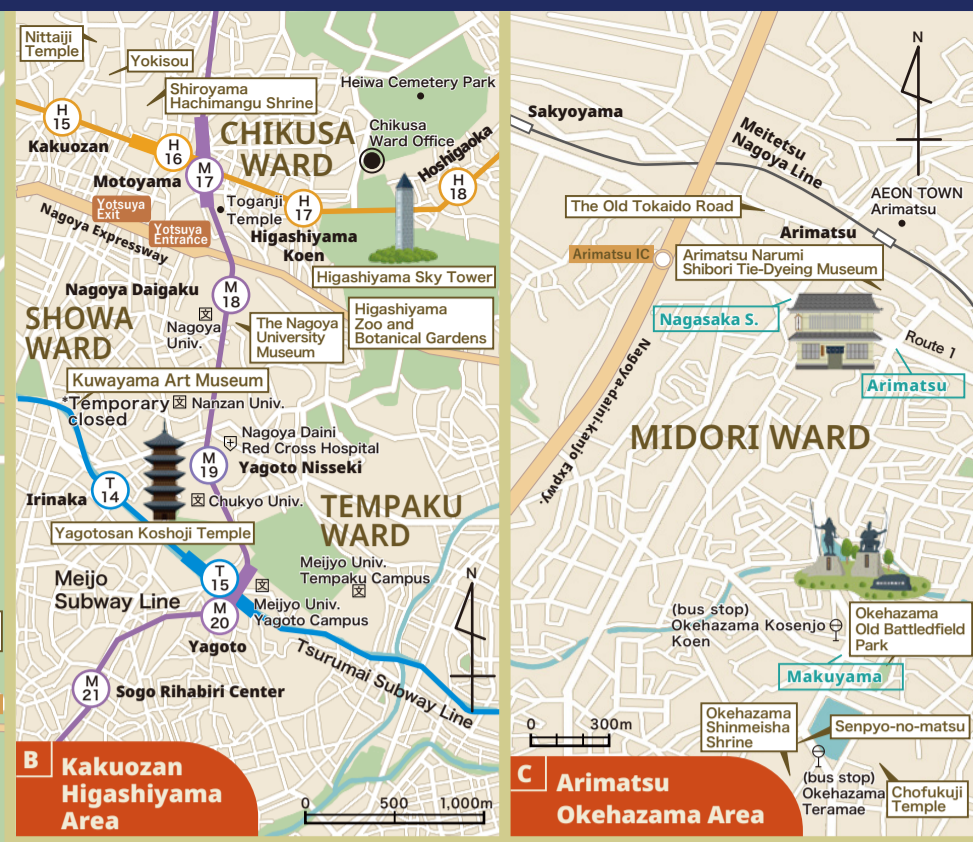 Nittaiji
Temple
Yokisou
Shiroyama
Hachimangu Shrine
Heiwa Cemetery Park
Chikusa
Ward Office
CHIKUSA
WARD
H
15
Kakuozan
H
16
M
17
Motoyama
Hoshigaoka
H
18
Toganji
Temple
H
17
Higashiyama
Koen
Yotsuya
Exit
Yotsuya
Entrance
Nagoya Expressway
Higashiyama Sky Tower
Nagoya Daigaku
M
18
文
Nagoya
Univ.
The Nagoya
University
Museum
Higashiyama
Zoo and
Botanical Gardens
SHOWA
WARD
Kuwayama Art Museum
*Temporary
closed
文 Nanzan Univ.
Nagoya Daini
Red Cross Hospital
M
19
Yagoto Nisseki
T
14
Irinaka
文 Chukyo Univ.
TEMPAKU
WARD
Yagotosan Koshoji Temple
Meijyo Univ.
Tempaku Campus
文
Meijo
Subway Line
T
15
文
Meijyo Univ.
Yagoto Campus
M
20
Yagoto
N
Tsurumai Subway Line
M
21
Sogo Rihabiri Center
B
Kakuozan
Higashiyama
Area
0 500 1,000m
N
Sakyoyama
Meitetsu
Nagoya Line
AEON TOWN
Arimatsu
The Old Tokaido Road
Arimatsu
Arimatsu IC
Arimatsu Narumi
Shibori Tie-Dyeing Museum
Nagasaka S.
Route 1
Arimatsu
Nagoya-daini-kanjo Expwy.
MIDORI WARD
(bus stop)
Okehazama Kosenjo
Koen
Okehazama
Old Battledfield
Park
Makuyama
0 300m
Okehazama
Shinmeisha
Shrine
Senpyo-no-matsu
(bus stop)
Okehazama
Teramae
Chofukuji
Temple
C
Arimatsu
Okehazama Area